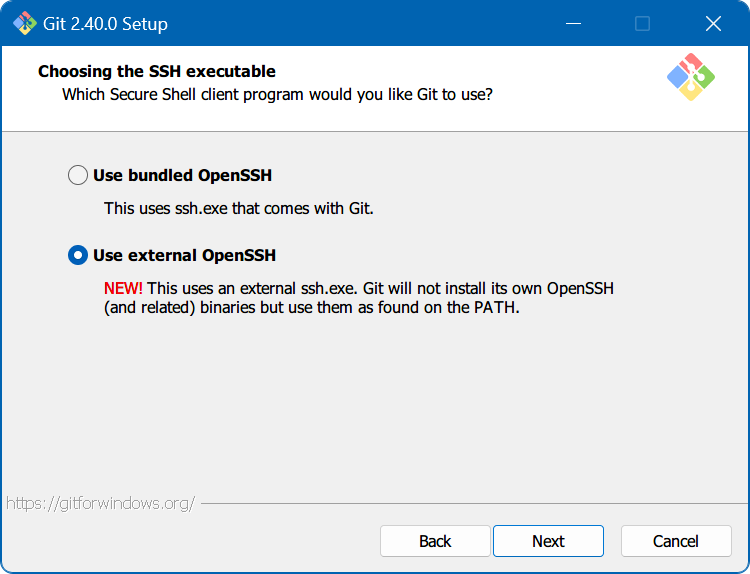 Git 2.40.0 Setup
Choosing the SSH executable
Which Secure Shell client program would you like Git to use?
Use bundled OpenSSH
This uses ssh.exe that comes with Git.
Use external OpenSSH
NEW! This uses an external ssh.exe. Git will not install its own OpenSSH
(and related) binaries but use them as found on the PATH.
https://gitforwindows.org/
Back Next Cancel